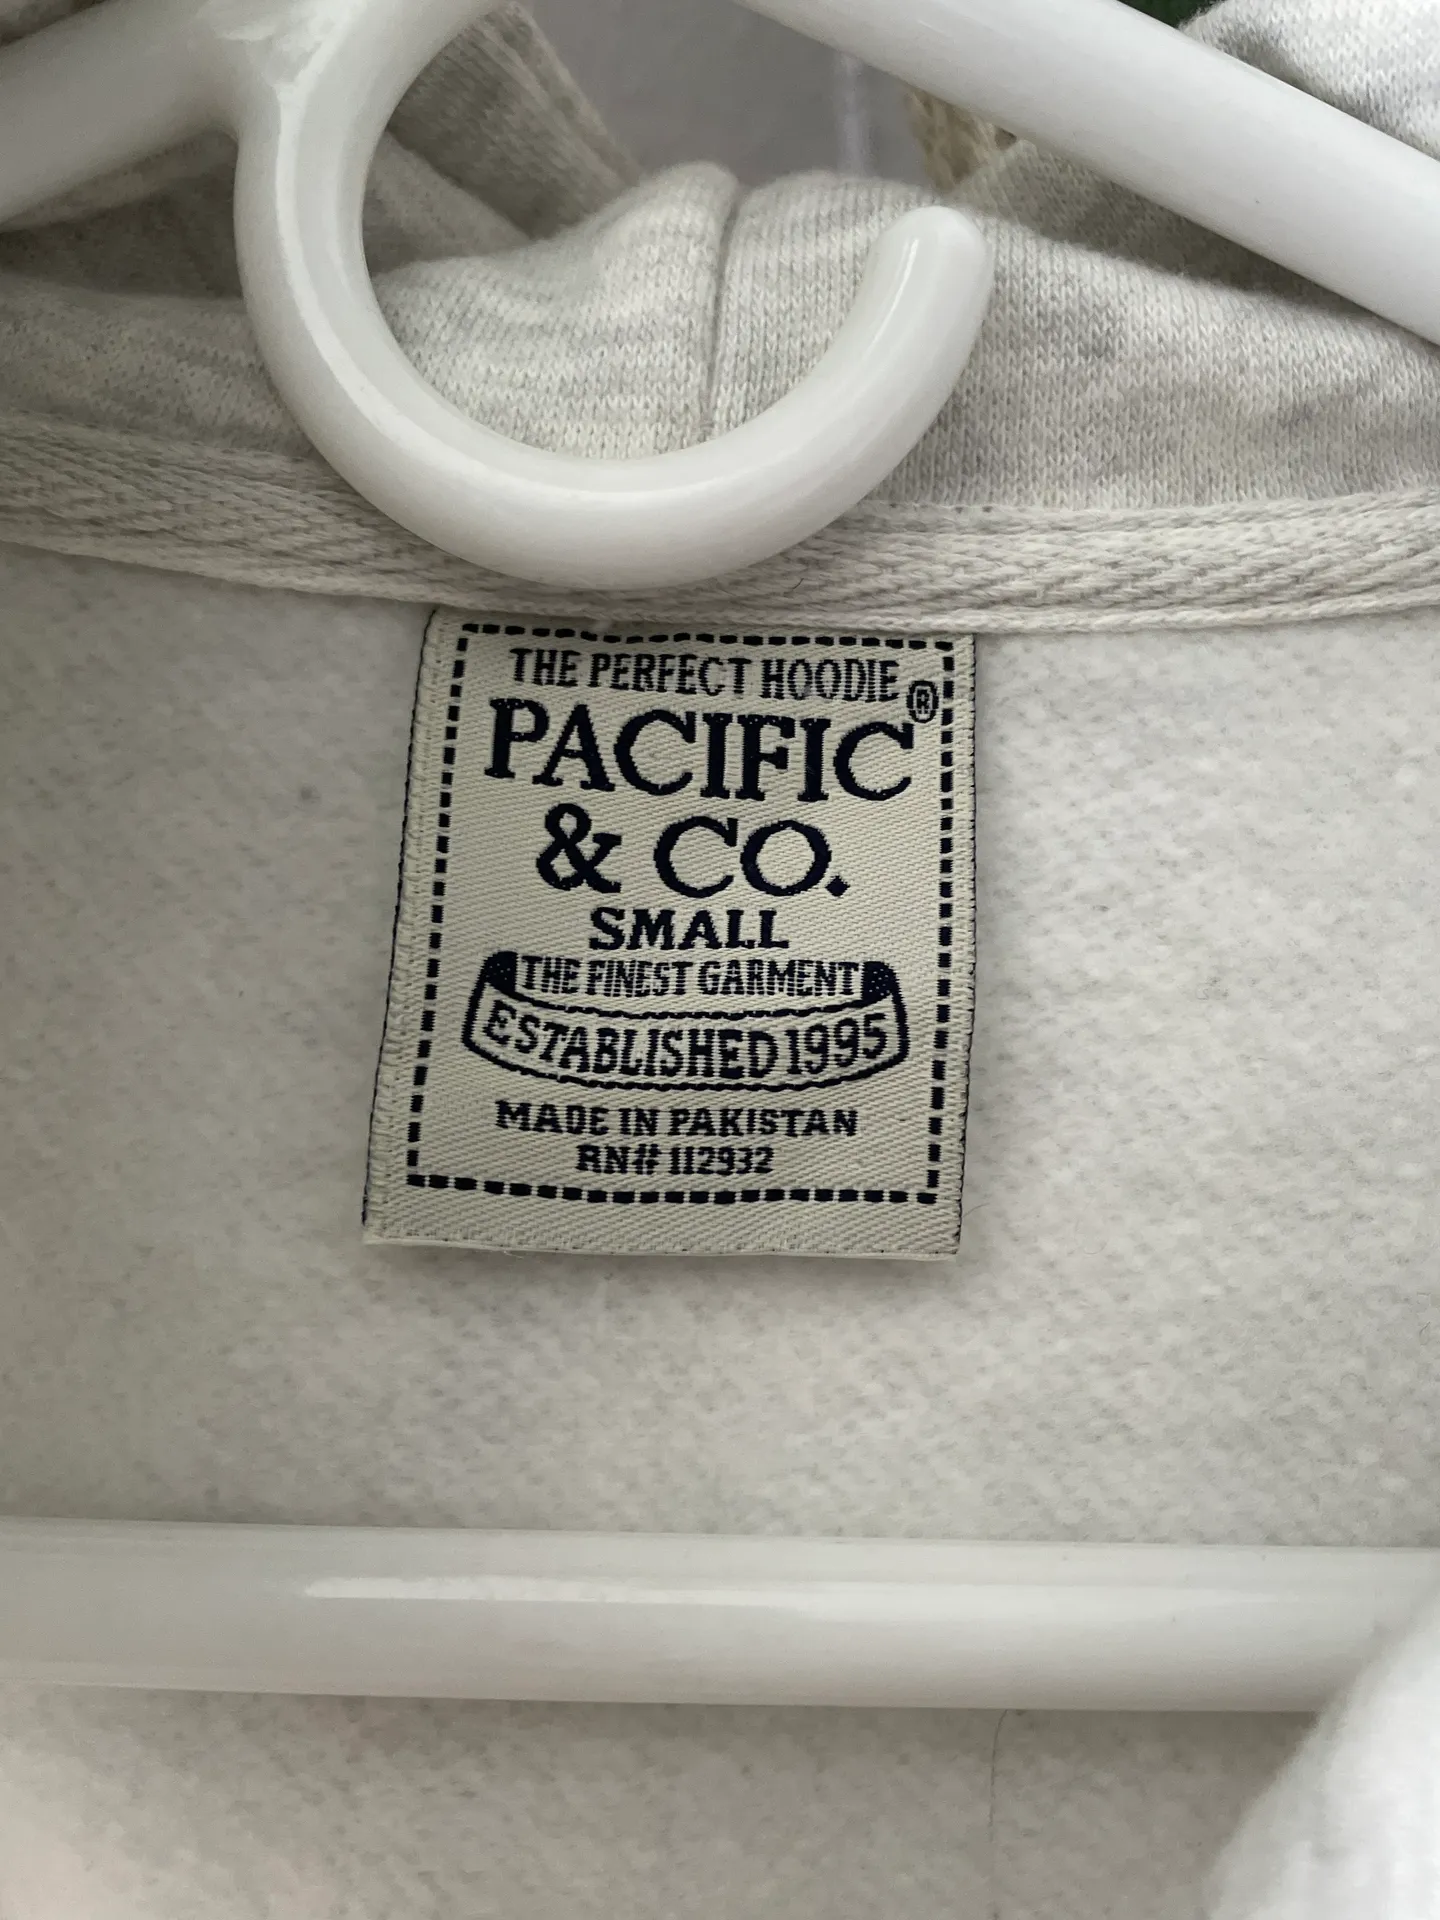 THE PERFECT HOODIE
PACIFIC®
& CO.
SMALL
THE FINEST GARMENT
ESTABLISHED 1995
MADE IN PAKISTAN
RN# 112932